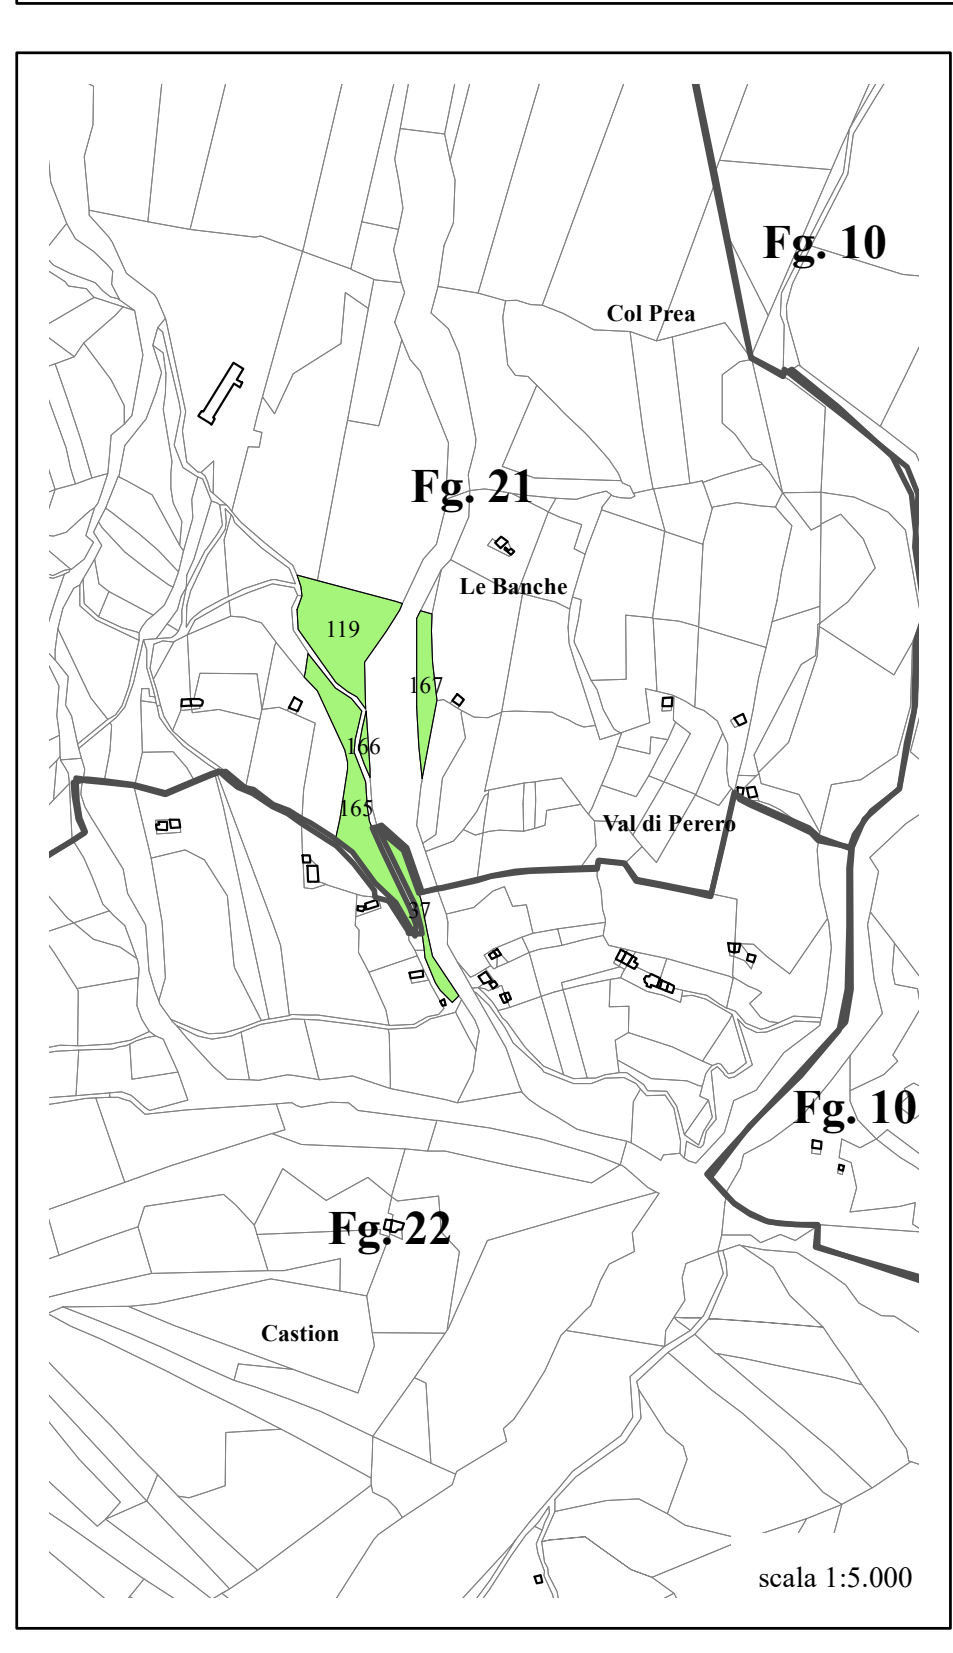 Fg. 10
Col Prea
Fg. 21
Le Banche
119
167
166
165
Val di Perero
37
Fg. 10
Fg. 22
Castion
scala 1:5.000